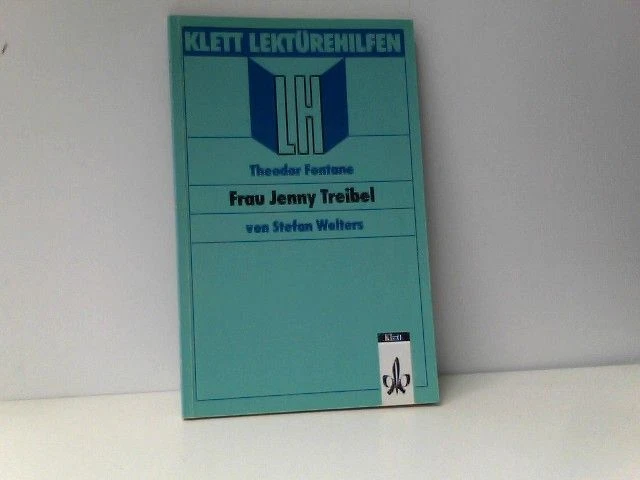 KLETT LEKTÜREHILFEN
LH
Theodor Fontane
Frau Jenny Treibel
von Stefan Wolters
Klett